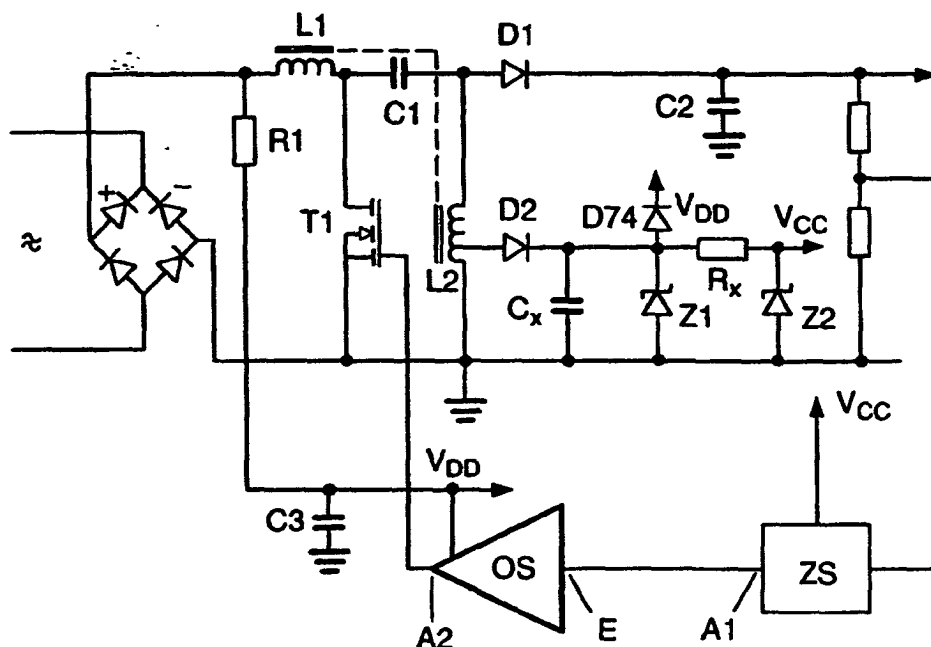 L1
D1
C1
C2
R1
+
−
T1
D2
D74
VDD
VCC
≈
L2
Cx
Rx
Z1
Z2
VCC
VDD
C3
OS
ZS
A2
E
A1